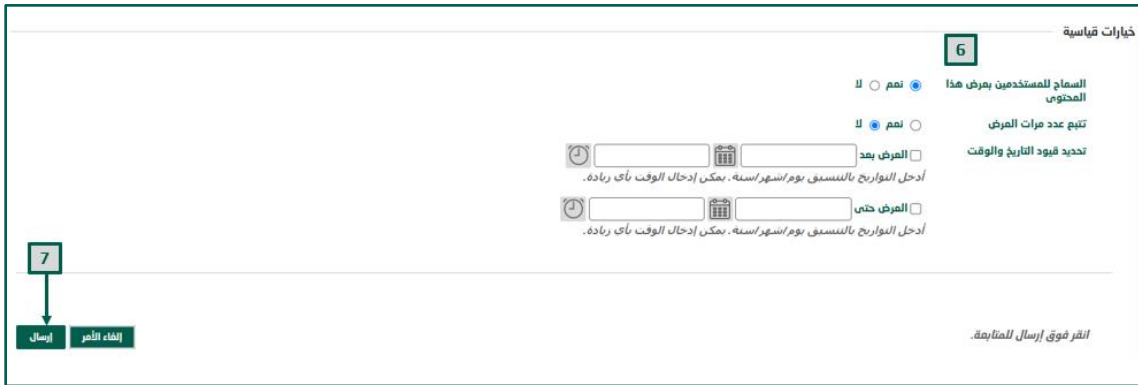 خيارات قياسية
6
السماح للمستخدمين بعرض هذا
المحتوى
نعم لا
تتبع عدد مرات العرض
نعم لا
تحديد قيود التاريخ والوقت
العرض بعد
أدخل التواريخ بالتنسيق يوم/شهر/سنة. يمكن إدخال الوقت بأي زيادة.
العرض حتى
أدخل التواريخ بالتنسيق يوم/شهر/سنة. يمكن إدخال الوقت بأي زيادة.
7
انقر فوق إرسال للمتابعة.
إلغاء الأمر
إرسال